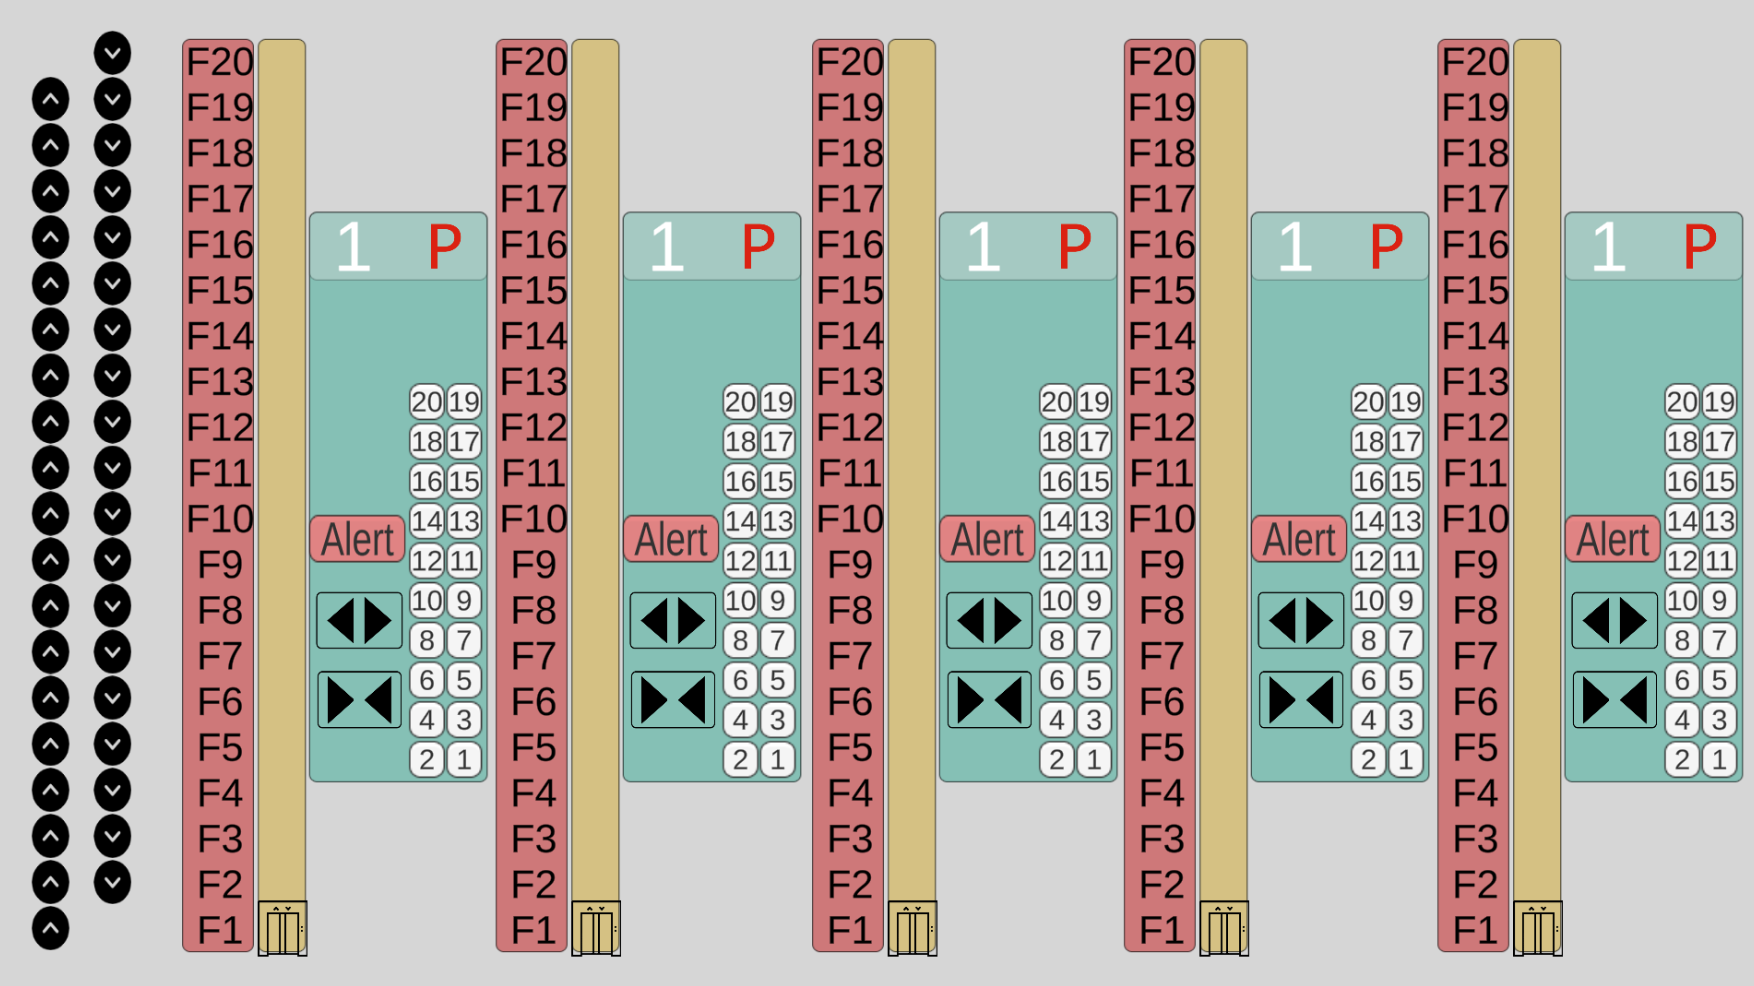 F20 F20 F20 F20 F20
F19 F19 F19 F19 F19
F18 F18 F18 F18 F18
F17 F17 F17 F17 F17
F16 1 P F16 1 P F16 1 P F16 1 P F16 1 P
F15 F15 F15 F15 F15
F14 F14 F14 F14 F14
F13 F13 F13 F13 F13
20 19 20 19 20 19 20 19 20 19
F12 18 17 F12 18 17 F12 18 17 F12 18 17 F12 18 17
F11 16 15 F11 16 15 F11 16 15 F11 16 15 F11 16 15
F10 14 13 F10 14 13 F10 14 13 F10 14 13 F10 14 13
Alert Alert Alert Alert Alert
F9 12 11 F9 12 11 F9 12 11 F9 12 11 F9 12 11
F8 10 9 F8 10 9 F8 10 9 F8 10 9 F8 10 9
F7 8 7 F7 8 7 F7 8 7 F7 8 7 F7 8 7
F6 6 5 F6 6 5 F6 6 5 F6 6 5 F6 6 5
4 3 4 3 4 3 4 3 4 3
F5 2 1 F5 2 1 F5 2 1 F5 2 1 F5 2 1
F4 F4 F4 F4 F4
F3 F3 F3 F3 F3
F2 F2 F2 F2 F2
F1 F1 F1 F1 F1